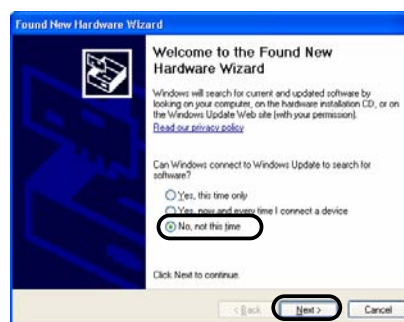 Found New Hardware Wizard
Welcome to the Found New
Hardware Wizard
Windows will search for current and updated software by
looking on your computer, on the hardware installation CD, or on
the Windows Update Web site (with your permission).
Read our privacy policy
Can Windows connect to Windows Update to search for
software?
Yes, this time only
Yes, now and every time I connect a device
No, not this time
Click Next to continue.
< Back Next > Cancel